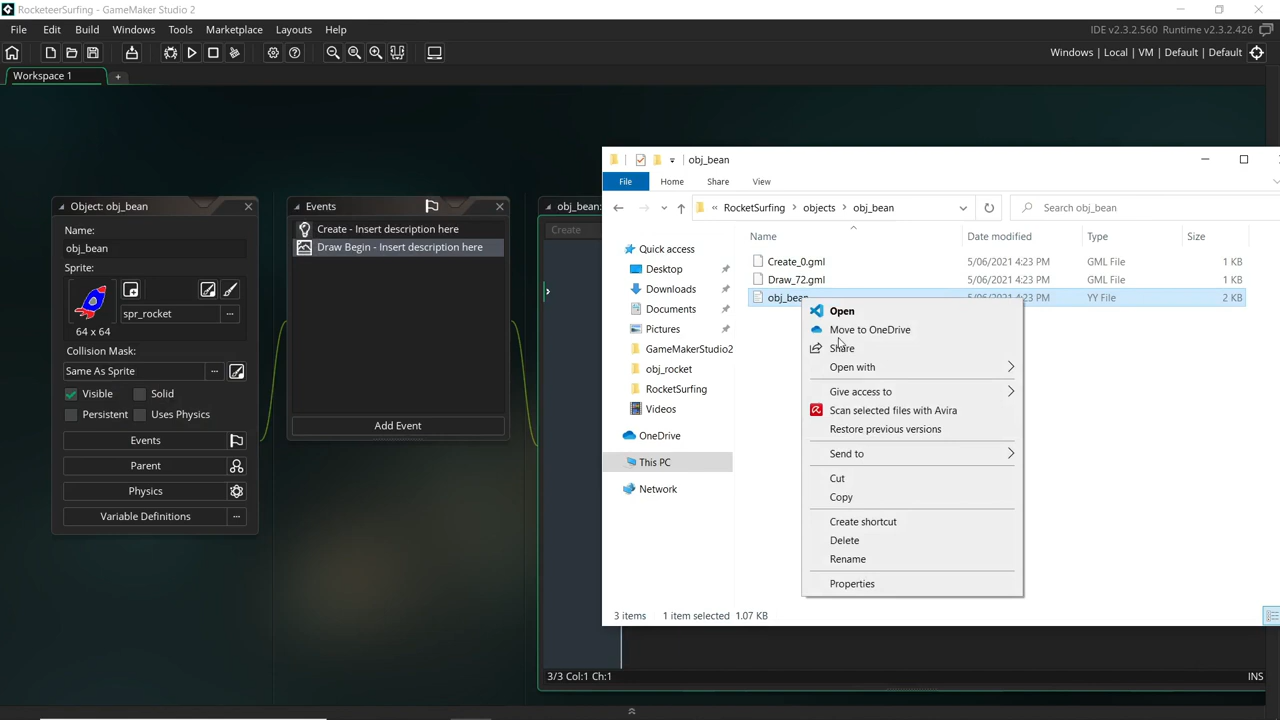 RocketeerSurfing - GameMaker Studio 2
File Edit Build Windows Tools Marketplace Layouts Help
IDE v2.3.2.560 Runtime v2.3.2.426
Windows | Local | VM | Default | Default
Workspace 1 +
Object: obj_bean
Name:
obj_bean
Sprite:
spr_rocket ...
64 x 64
Collision Mask:
Same As Sprite ...
Visible Solid
Persistent Uses Physics
Events
Parent
Physics
Variable Definitions ...
Events
Create - Insert description here
Draw Begin - Insert description here
Add Event
obj_bean:
Create
3/3 Col:1 Ch:1
INS
obj_bean
File Home Share View
« RocketSurfing > objects > obj_bean
Search obj_bean
Name Date modified Type Size
Create_0.gml 5/06/2021 4:23 PM GML File 1 KB
Draw_72.gml 5/06/2021 4:23 PM GML File 1 KB
obj_bean 5/06/2021 4:23 PM YY File 2 KB
Quick access
Desktop
Downloads
Documents
Pictures
GameMakerStudio2
obj_rocket
RocketSurfing
Videos
OneDrive
This PC
Network
Open
Move to OneDrive
Share
Open with
Give access to
Scan selected files with Avira
Restore previous versions
Send to
Cut
Copy
Create shortcut
Delete
Rename
Properties
3 items 1 item selected 1.07 KB